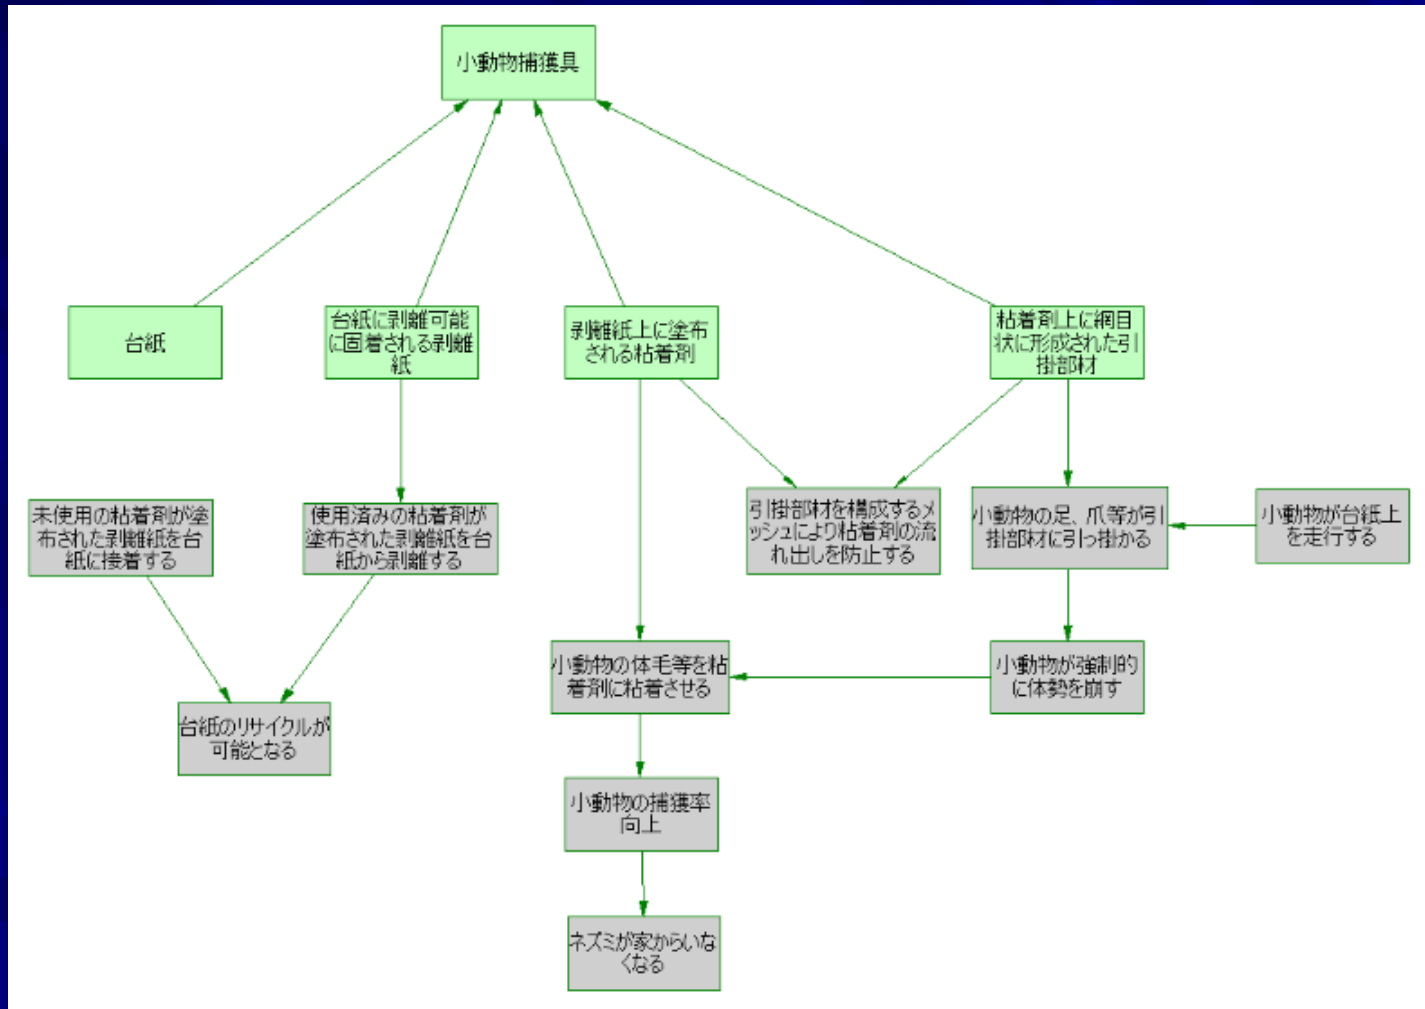 小動物捕獲具
台紙
台紙に剥離可能
に固着される剥離
紙
剥離紙上に塗布
される粘着剤
粘着剤上に網目
状に形成された引
掛部材
未使用の粘着剤が塗
布された剥離紙を台
紙に接着する
使用済みの粘着剤が
塗布された剥離紙を台
紙から剥離する
引掛部材を構成するメ
ッシュにより粘着剤の流
れ出しを防止する
小動物の足、爪等が引
掛部材に引っ掛かる
小動物が台紙上
を走行する
小動物の体毛等を粘
着剤に粘着させる
小動物が強制的
に体勢を崩す
台紙のリサイクルが
可能となる
小動物の捕獲率
向上
ネズミが家からいな
くなる